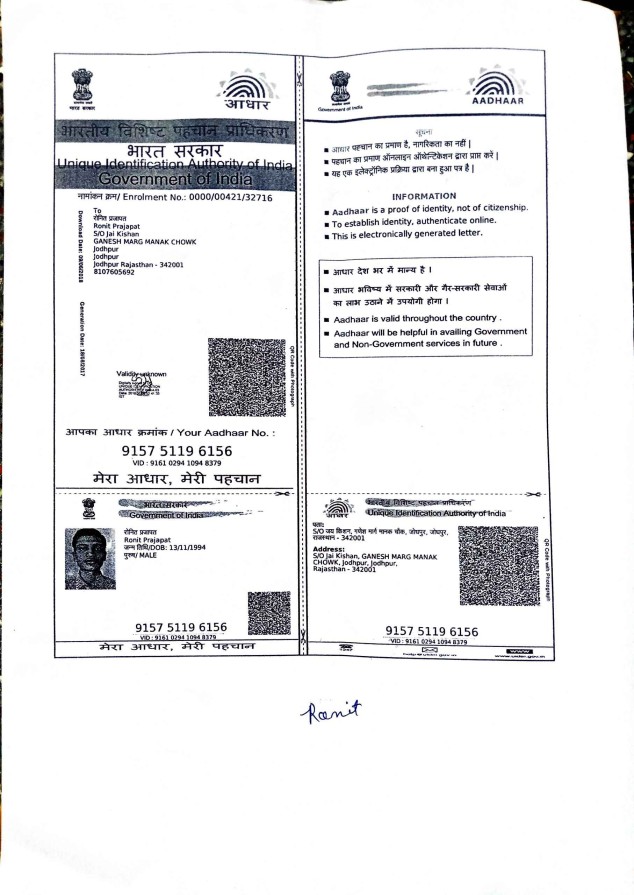 भारत सरकार
आधार
भारतीय विशिष्ट पहचान प्राधिकरण
भारत सरकार
Unique Identification Authority of India
Government of India
नामांकन क्रम/ Enrolment No.: 0000/00421/32716
Download Date: 08/06/2018
Generation Date: 18/08/2017
To
रोनित प्रजापत
Ronit Prajapat
S/O Jai Kishan
GANESH MARG MANAK CHOWK
Jodhpur
Jodhpur
Jodhpur Rajasthan - 342001
8107605692
Validity unknown
QR Code with Photograph
आपका आधार क्रमांक / Your Aadhaar No. :
9157 5119 6156
VID : 9161 0294 1094 8379
मेरा आधार, मेरी पहचान
भारत सरकार
Government of India
रोनित प्रजापत
Ronit Prajapat
जन्म तिथि/DOB: 13/11/1994
पुरुष/ MALE
9157 5119 6156
VID : 9161 0294 1094 8379
मेरा आधार, मेरी पहचान
Government of India
AADHAAR
सूचना
■ आधार पहचान का प्रमाण है, नागरिकता का नहीं |
■ पहचान का प्रमाण ऑनलाइन ऑथेन्टिकेशन द्वारा प्राप्त करें |
■ यह एक इलेक्ट्रॉनिक प्रक्रिया द्वारा बना हुआ पत्र है |
INFORMATION
■ Aadhaar is a proof of identity, not of citizenship.
■ To establish identity, authenticate online.
■ This is electronically generated letter.
■ आधार देश भर में मान्य है ।
■ आधार भविष्य में सरकारी और गैर-सरकारी सेवाओं
का लाभ उठाने में उपयोगी होगा ।
■ Aadhaar is valid throughout the country .
■ Aadhaar will be helpful in availing Government
and Non-Government services in future .
आधार
भारतीय विशिष्ट पहचान प्राधिकरण
Unique Identification Authority of India
पता:
S/O जय किशन, गणेश मार्ग मानक चौक, जोधपुर, जोधपुर,
राजस्थान - 342001
Address:
S/O Jai Kishan, GANESH MARG MANAK
CHOWK, Jodhpur, Jodhpur,
Rajasthan - 342001
QR Code with Photograph
9157 5119 6156
VID : 9161 0294 1094 8379
help@uidai.gov.in
www
www.uidai.gov.in
Ronit